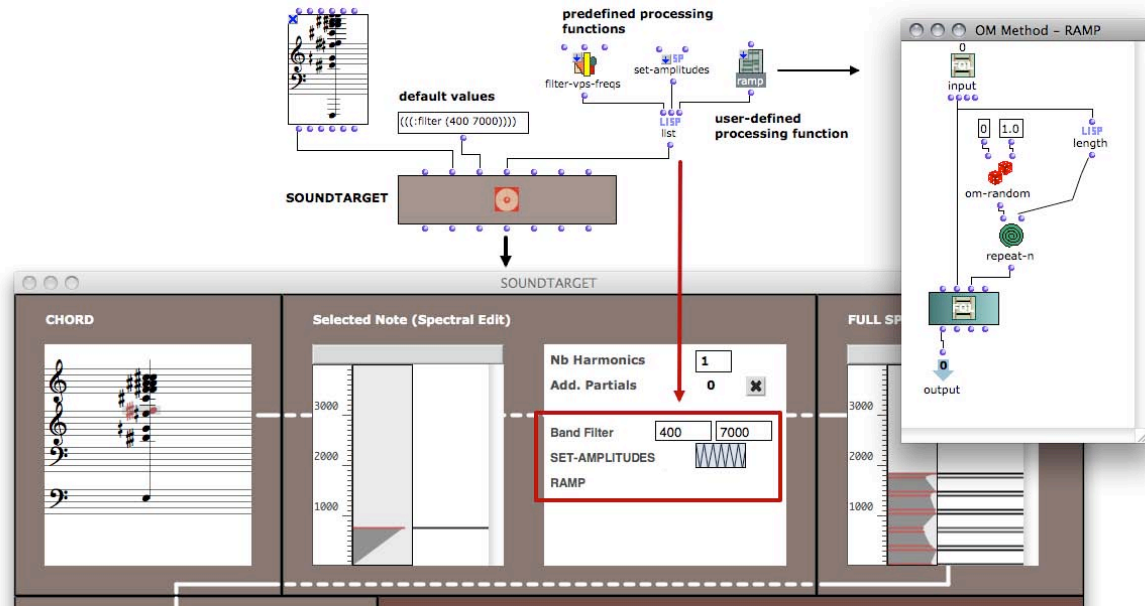 predefined processing
functions
filter-vps-freqs
set-amplitudes
ramp
default values
(((:filter (400 7000))))
LISP
list
user-defined
processing function
SOUNDTARGET
OM Method - RAMP
0
input
0
1.0
LISP
length
om-random
repeat-n
0
output
SOUNDTARGET
CHORD
Selected Note (Spectral Edit)
3000
2000
1000
Nb Harmonics 1
Add. Partials 0
Band Filter 400 7000
SET-AMPLITUDES
RAMP
FULL SP
3000
2000
1000